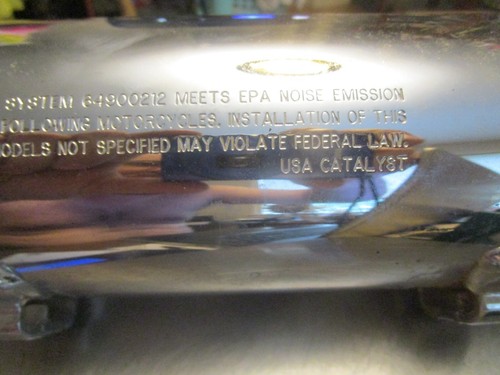 SYSTEM 64900212 MEETS EPA NOISE EMISSION
FOLLOWING MOTORCYCLES. INSTALLATION OF THIS
ODELS NOT SPECIFIED MAY VIOLATE FEDERAL LAW.
USA CATALYST